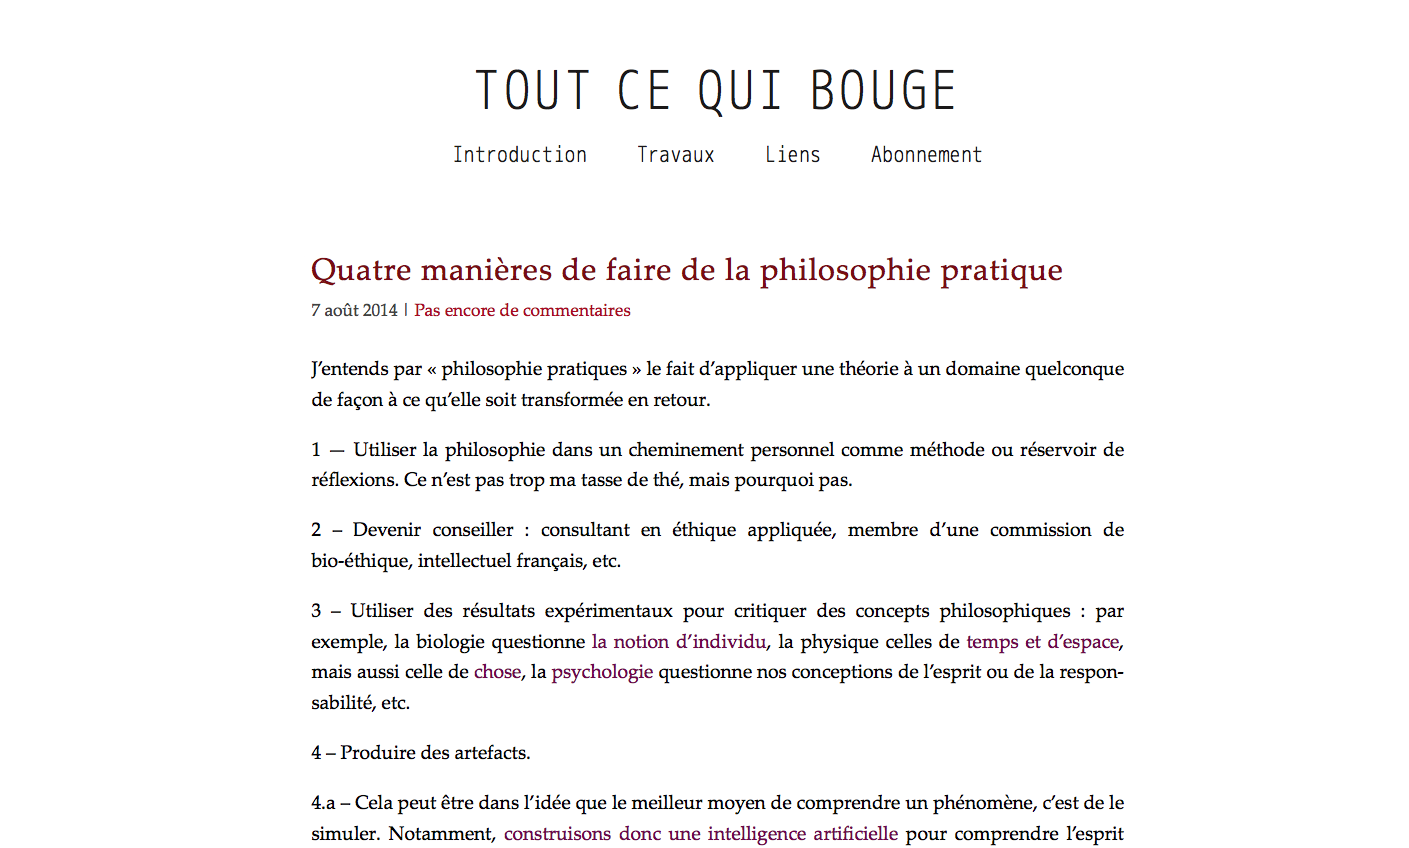 TOUT CE QUI BOUGE
Introduction Travaux Liens Abonnement
Quatre manières de faire de la philosophie pratique
7 août 2014 | Pas encore de commentaires
J’entends par « philosophie pratiques » le fait d’appliquer une théorie à un domaine quelconque
de façon à ce qu’elle soit transformée en retour.
1 — Utiliser la philosophie dans un cheminement personnel comme méthode ou réservoir de
réflexions. Ce n’est pas trop ma tasse de thé, mais pourquoi pas.
2 – Devenir conseiller : consultant en éthique appliquée, membre d’une commission de
bio-éthique, intellectuel français, etc.
3 – Utiliser des résultats expérimentaux pour critiquer des concepts philosophiques : par
exemple, la biologie questionne la notion d’individu, la physique celles de temps et d’espace,
mais aussi celle de chose, la psychologie questionne nos conceptions de l’esprit ou de la respon-
sabilité, etc.
4 – Produire des artefacts.
4.a – Cela peut être dans l’idée que le meilleur moyen de comprendre un phénomène, c’est de le
simuler. Notamment, construisons donc une intelligence artificielle pour comprendre l’esprit